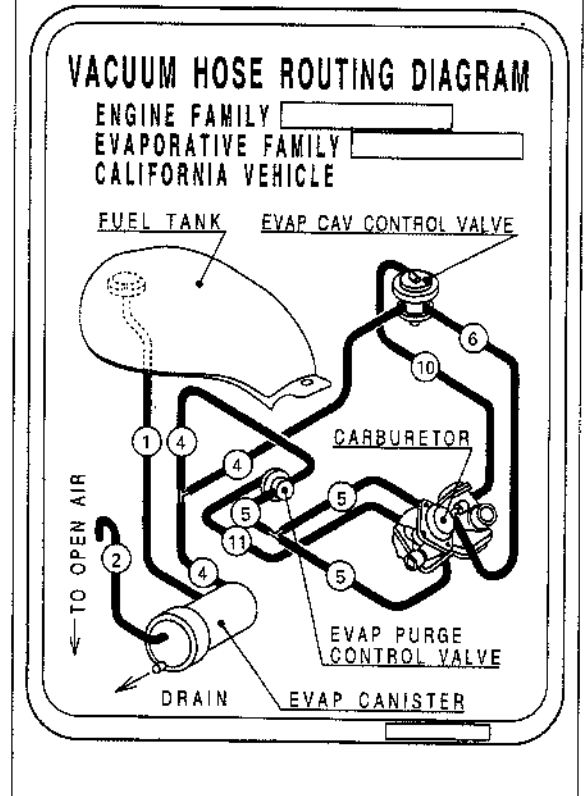 VACUUM HOSE ROUTING DIAGRAM
ENGINE FAMILY
EVAPORATIVE FAMILY
CALIFORNIA VEHICLE
FUEL TANK
EVAP CAV CONTROL VALVE
6
10
1
4
4
CARBURETOR
5
5
11
2
4
5
TO OPEN AIR
EVAP PURGE
CONTROL VALVE
DRAIN
EVAP CANISTER